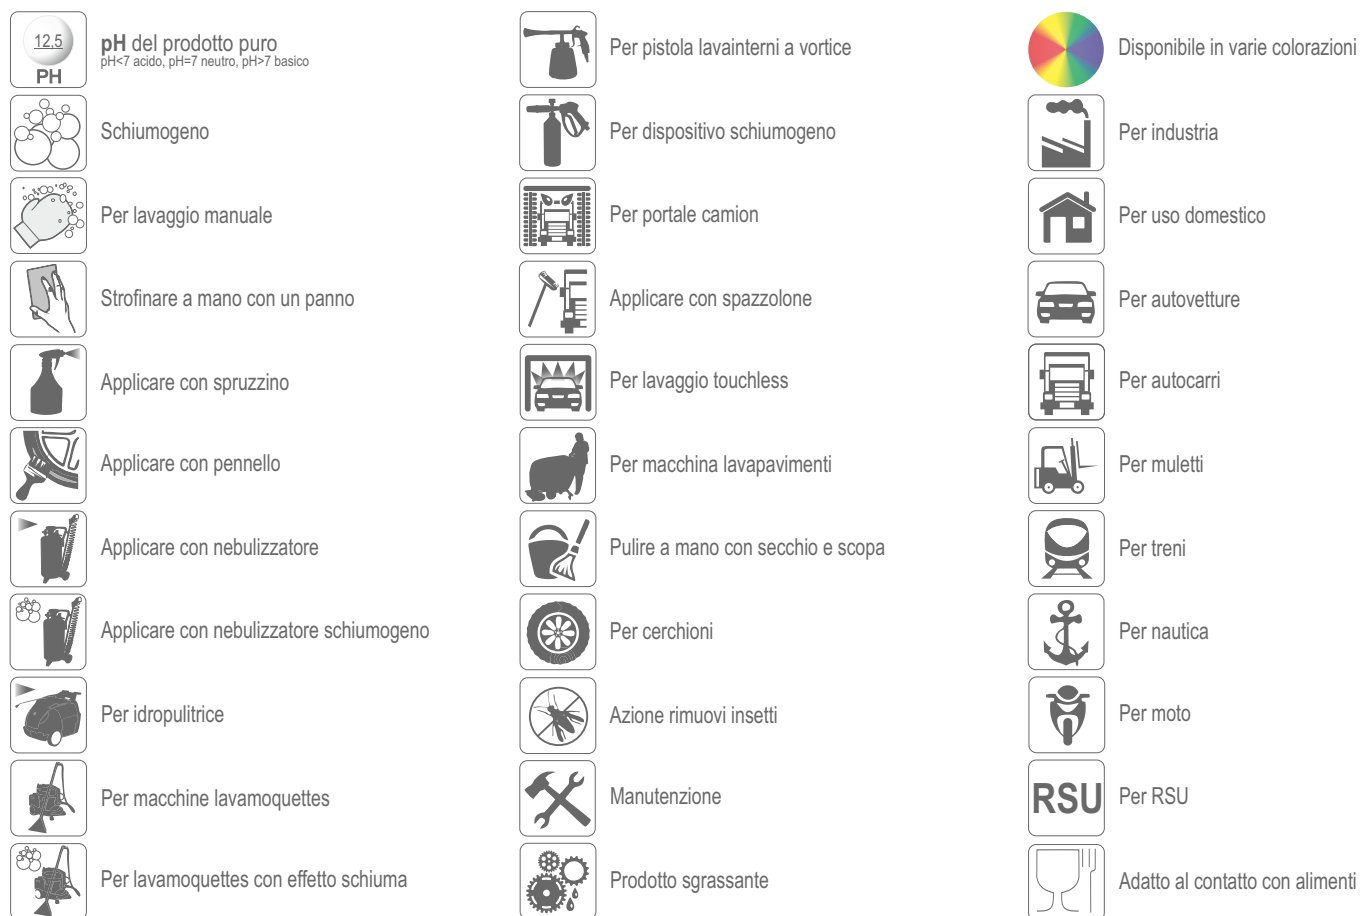 12,5
PH
pH del prodotto puro
pH<7 acido, pH=7 neutro, pH>7 basico
Schiumogeno
Per lavaggio manuale
Strofinare a mano con un panno
Applicare con spruzzino
Applicare con pennello
Applicare con nebulizzatore
Applicare con nebulizzatore schiumogeno
Per idropulitrice
Per macchine lavamoquettes
Per lavamoquettes con effetto schiuma
Per pistola lavainterni a vortice
Per dispositivo schiumogeno
Per portale camion
Applicare con spazzolone
Per lavaggio touchless
Per macchina lavapavimenti
Pulire a mano con secchio e scopa
Per cerchioni
Azione rimuovi insetti
Manutenzione
Prodotto sgrassante
Disponibile in varie colorazioni
Per industria
Per uso domestico
Per autovetture
Per autocarri
Per muletti
Per treni
Per nautica
Per moto
RSU
Per RSU
Adatto al contatto con alimenti